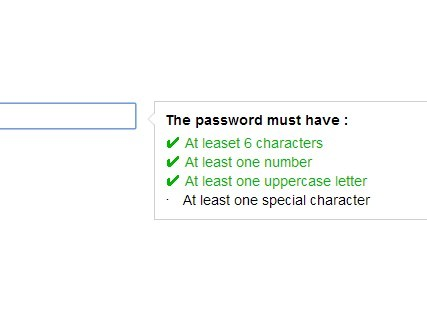 The password must have :
✔ At leaset 6 characters
✔ At least one number
✔ At least one uppercase letter
· At least one special character